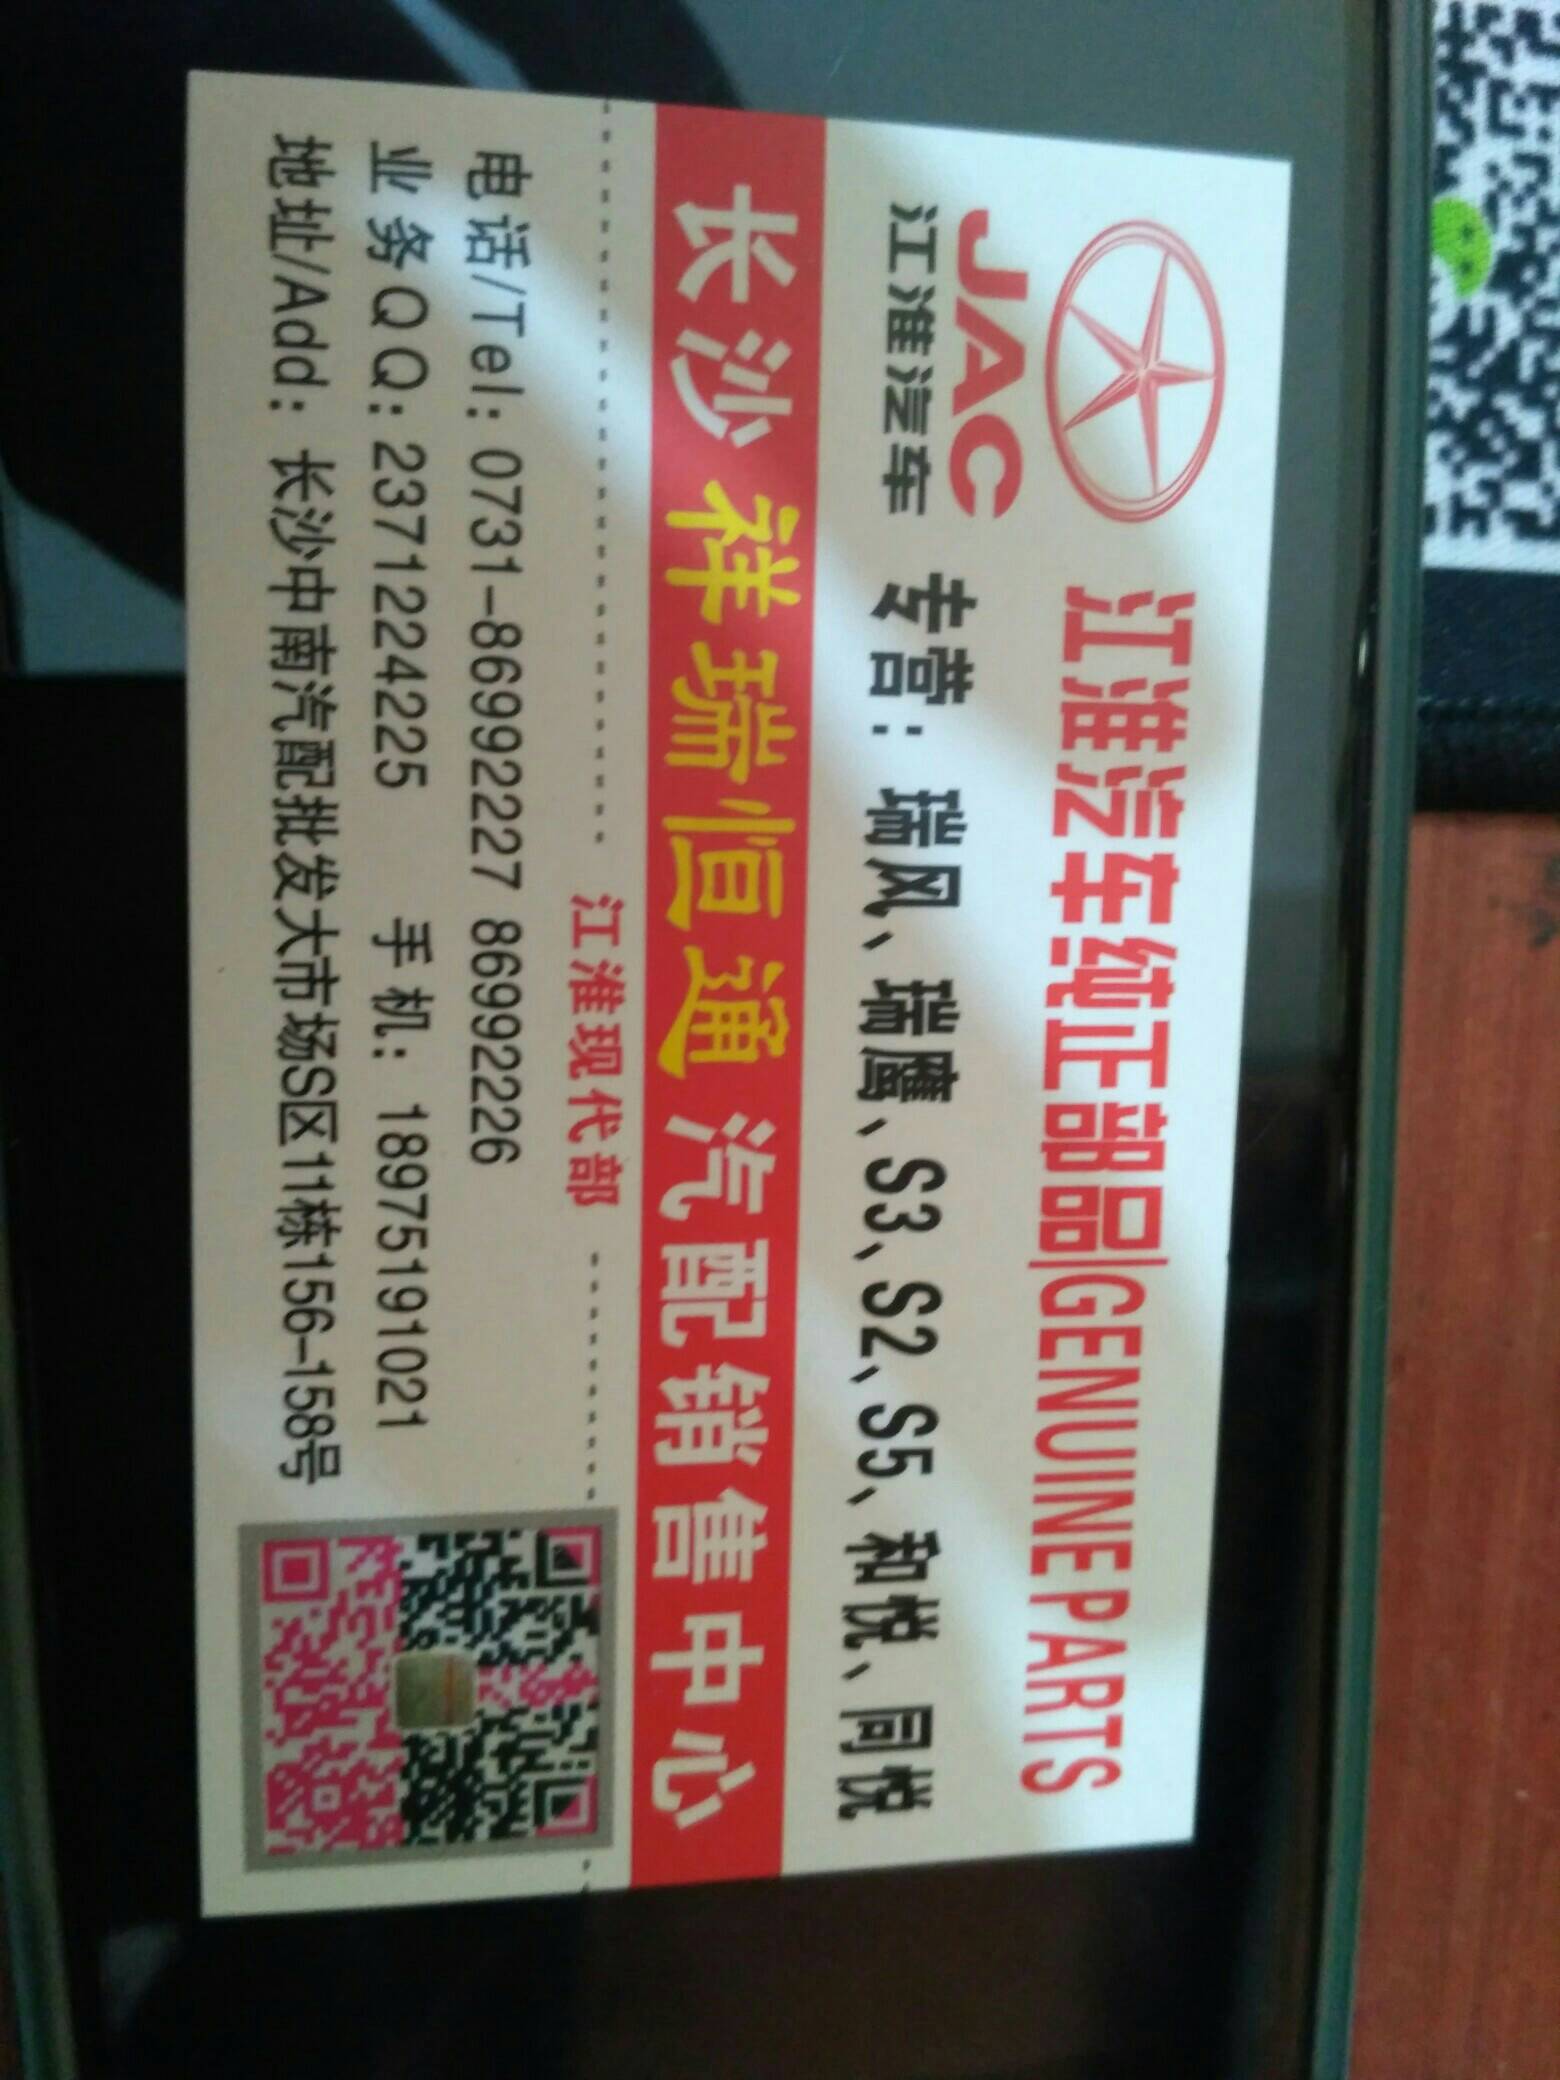 江淮汽车纯正部品|GENUINE PARTS
JAC
江淮汽车
专营：瑞风、瑞鹰、S3、S2、S5、和悦、同悦
长沙祥瑞恒通汽配销售中心
江淮现代部
电话/Tel: 0731-86992227 86992226
业务QQ: 2371224225 手机: 18975191021
地址/Add: 长沙中南汽配批发大市场S区11栋156-158号